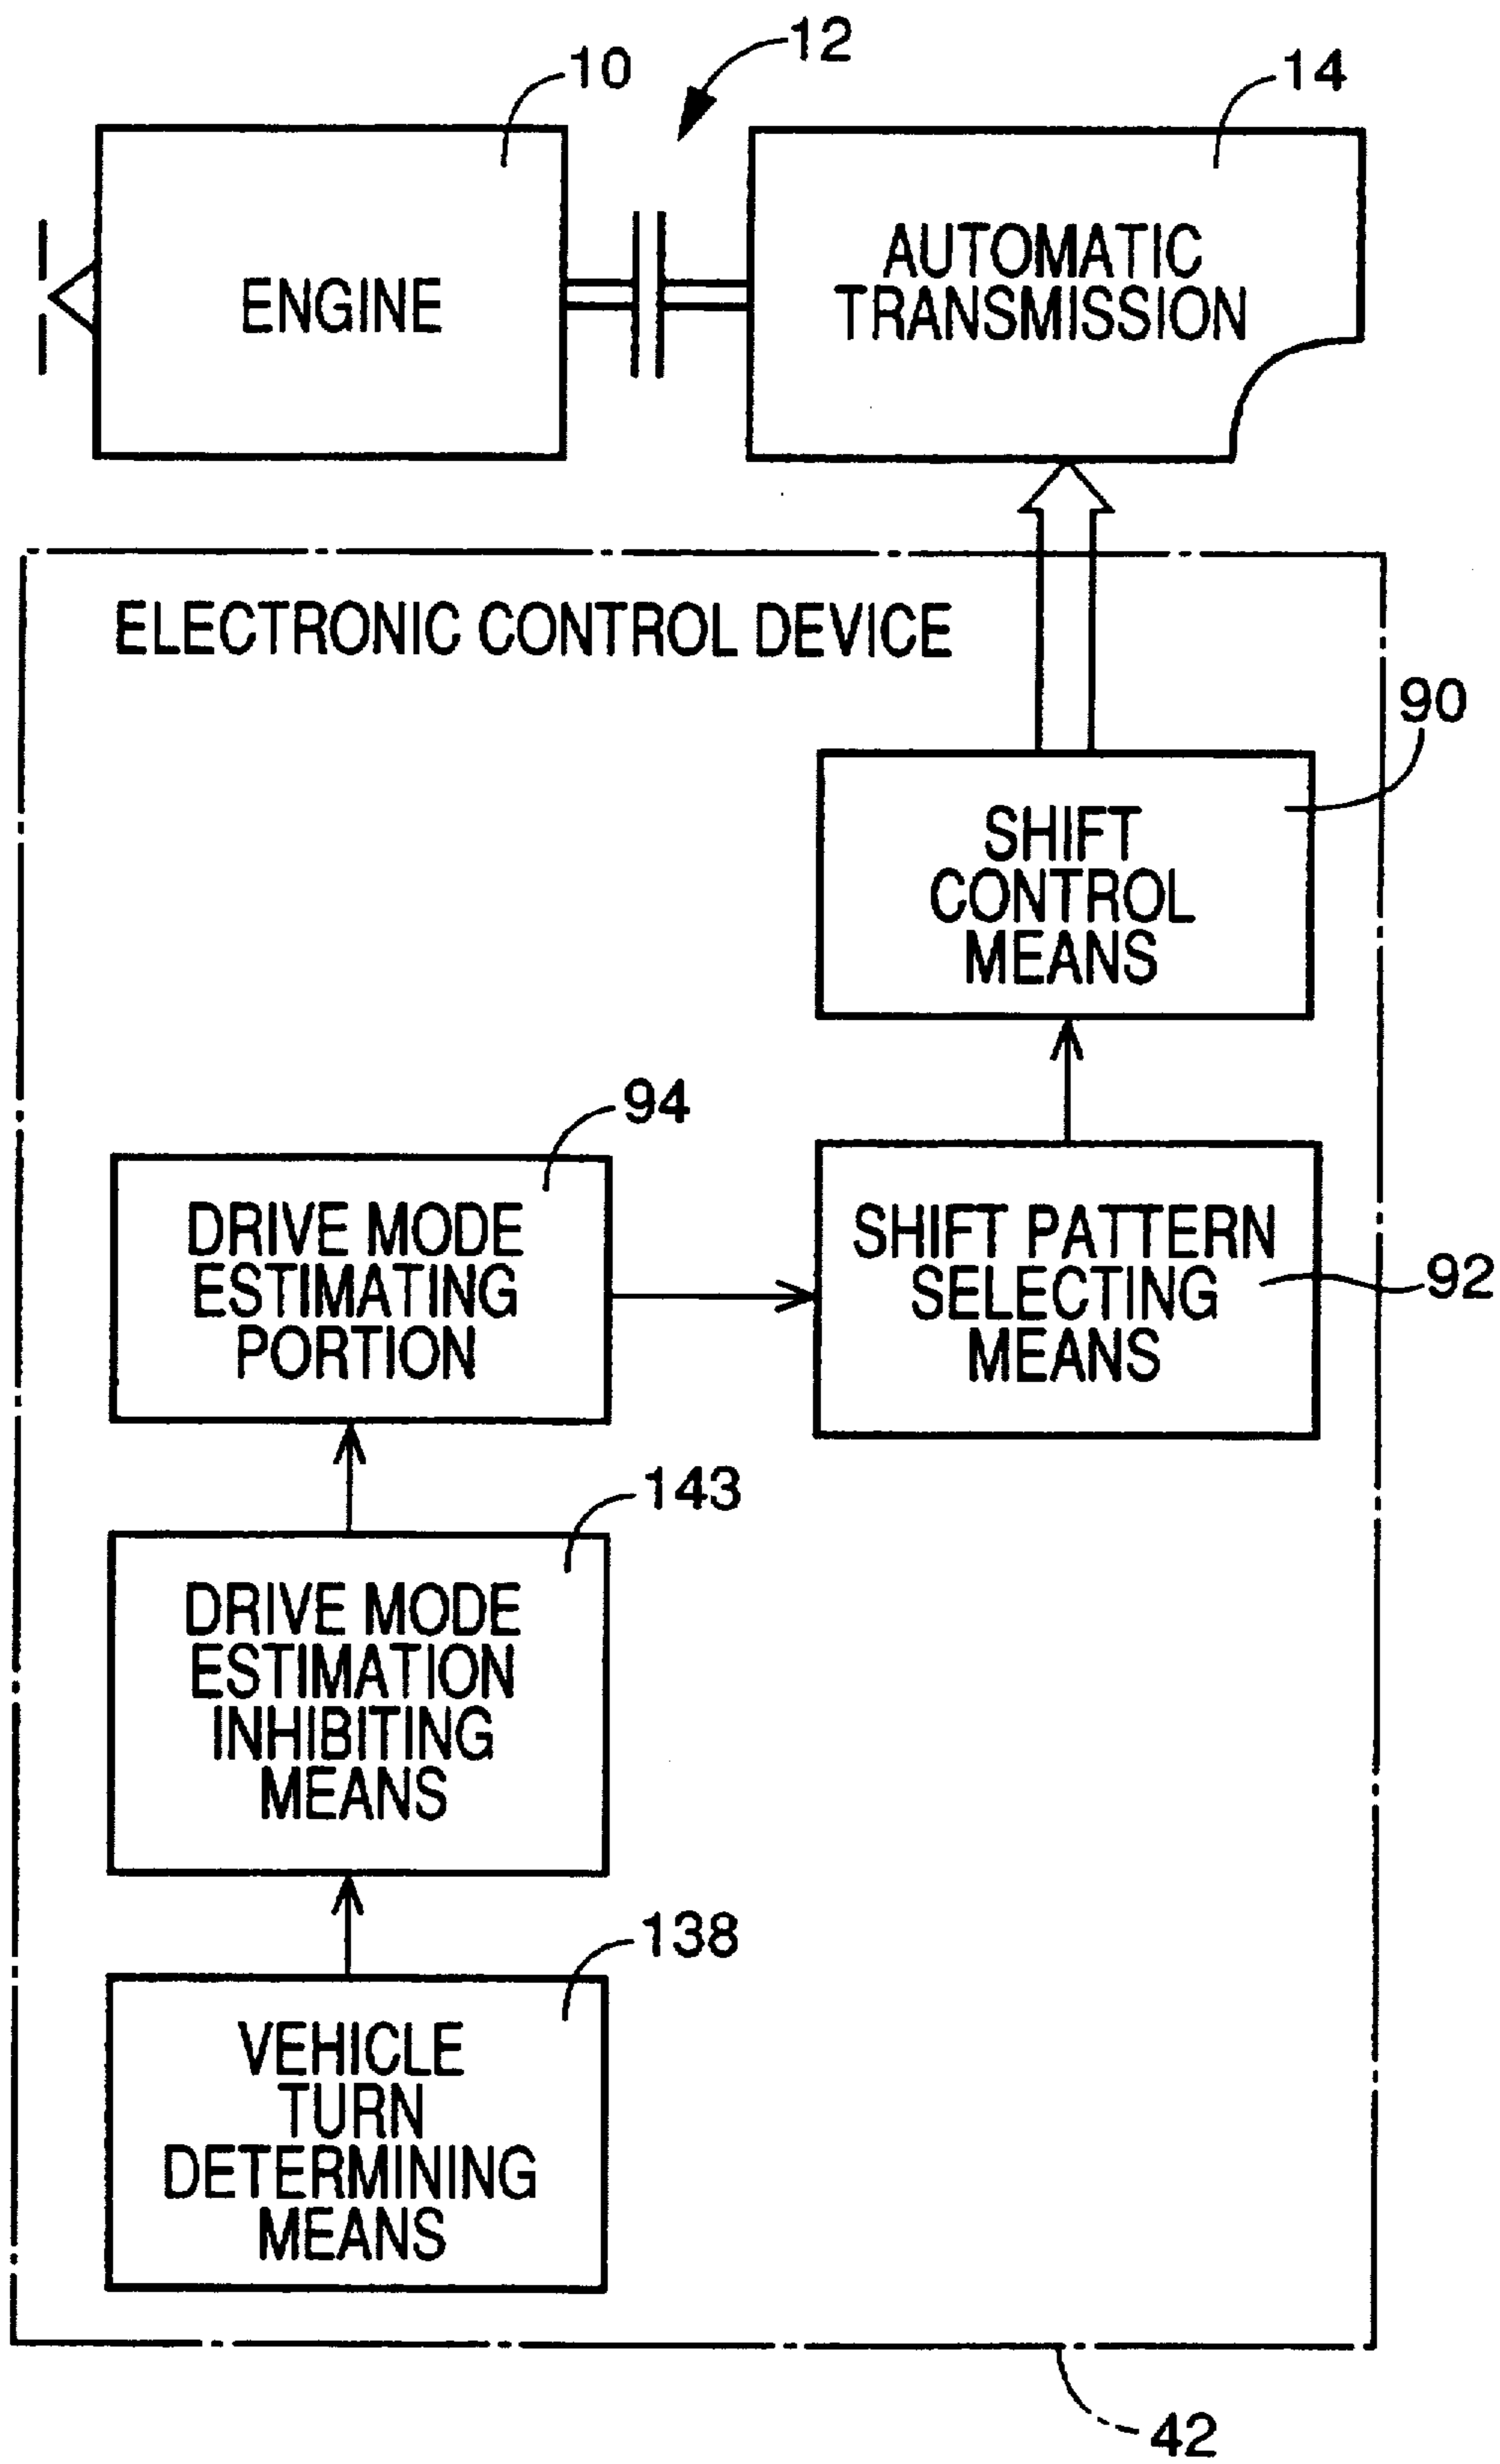 12
10
14
ENGINE
AUTOMATIC
TRANSMISSION
ELECTRONIC CONTROL DEVICE
90
SHIFT
CONTROL
MEANS
94
DRIVE MODE
ESTIMATING
PORTION
SHIFT PATTERN
SELECTING
MEANS
92
143
DRIVE MODE
ESTIMATION
INHIBITING
MEANS
138
VEHICLE
TURN
DETERMINING
MEANS
42